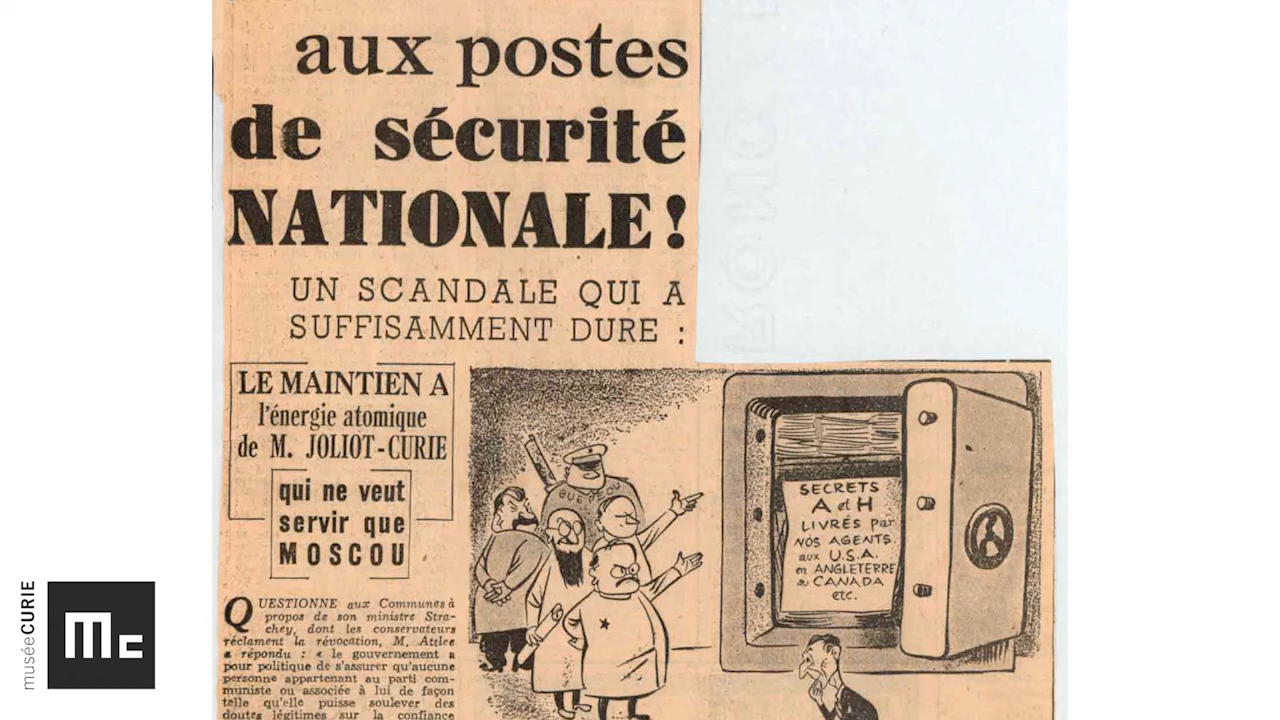 aux postes
de sécurité
NATIONALE!
UN SCANDALE QUI A
SUFFISAMMENT DURE :
LE MAINTIEN A
l'énergie atomique
de M. JOLIOT-CURIE
qui ne veut
servir que
MOSCOU
QUESTIONNE aux Communes à
propos de son ministre Stra-
chey, dont les conservateurs
réclament la révocation, M. Attlee
a répondu : « le gouvernement a
pour politique de s'assurer qu'aucune
personne appartenant au parti com-
muniste ou associée à lui de façon
telle qu'elle puisse soulever des
doutes légitimes sur la confiance
GUEPEOU
SECRETS
A et H
LIVRÉS par
NOS AGENTS
aux U.S.A.
en ANGLETERRE
au CANADA
etc.
muséeCURIE
Mc